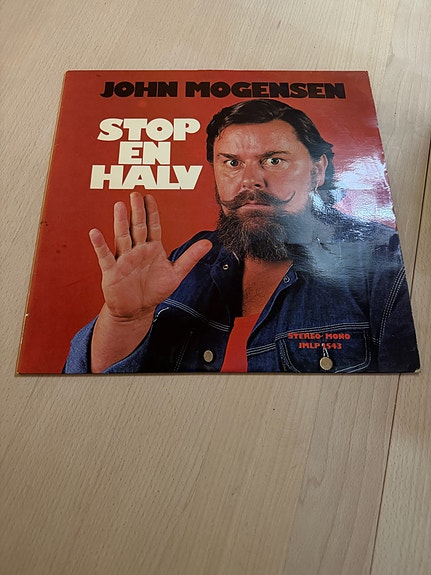 JOHN MOGENSEN
STOP
EN
HALV
STEREO-MONO
JMLP 1543